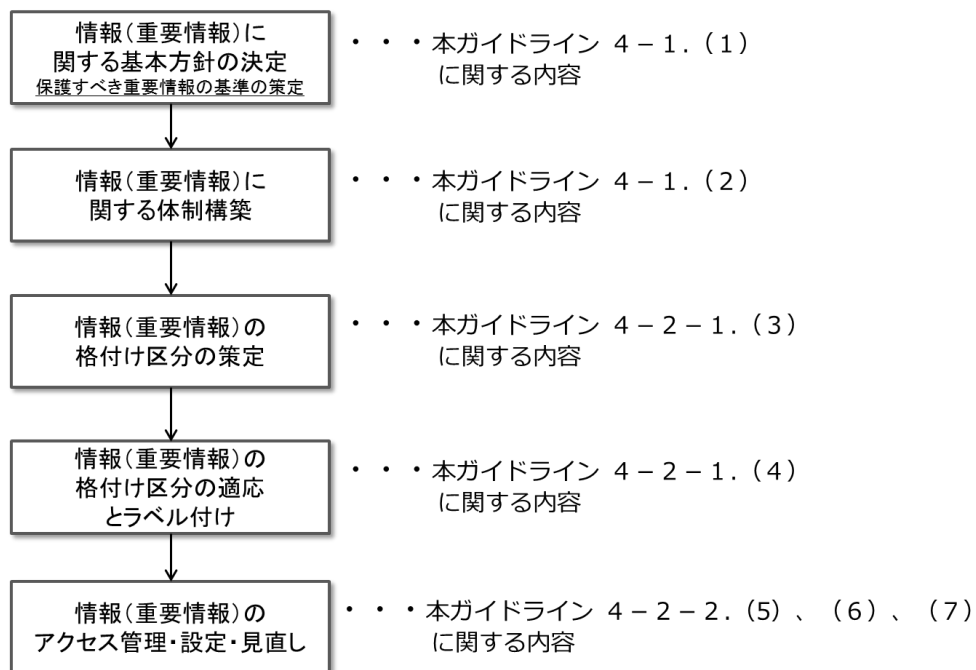 情報(重要情報)に
関する基本方針の決定
保護すべき重要情報の基準の策定
・・・本ガイドライン 4-1.(1)
に関する内容
情報(重要情報)に
関する体制構築
・・・本ガイドライン 4-1.(2)
に関する内容
情報(重要情報)の
格付け区分の策定
・・・本ガイドライン 4-2-1.(3)
に関する内容
情報(重要情報)の
格付け区分の適応
とラベル付け
・・・本ガイドライン 4-2-1.(4)
に関する内容
情報(重要情報)の
アクセス管理・設定・見直し
・・・本ガイドライン 4-2-2.(5)、(6)、(7)
に関する内容